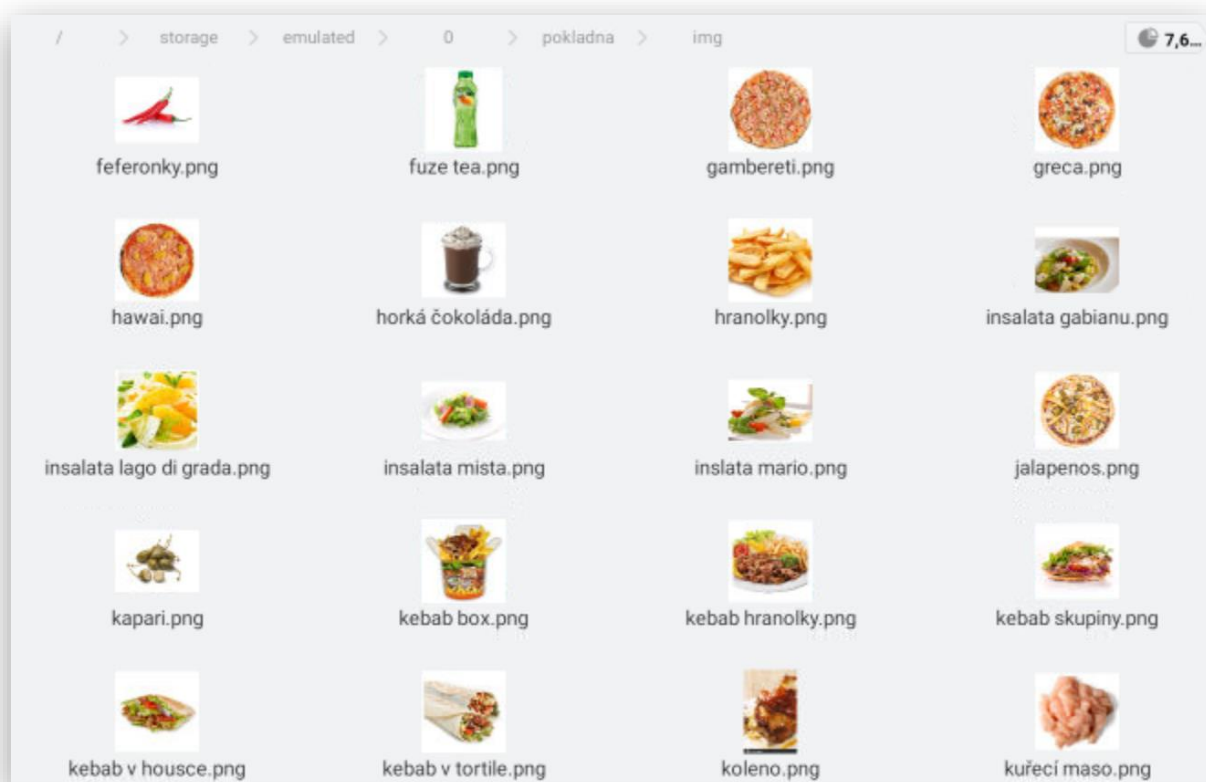 / > storage > emulated > 0 > pokladna > img
7,6...
feferonky.png
fuze tea.png
gambereti.png
greca.png
hawai.png
horká čokoláda.png
hranolky.png
insalata gabianu.png
insalata lago di grada.png
insalata mista.png
inslata mario.png
jalapenos.png
kapari.png
kebab box.png
kebab hranolky.png
kebab skupiny.png
kebab v housce.png
kebab v tortile.png
koleno.png
kuřecí maso.png